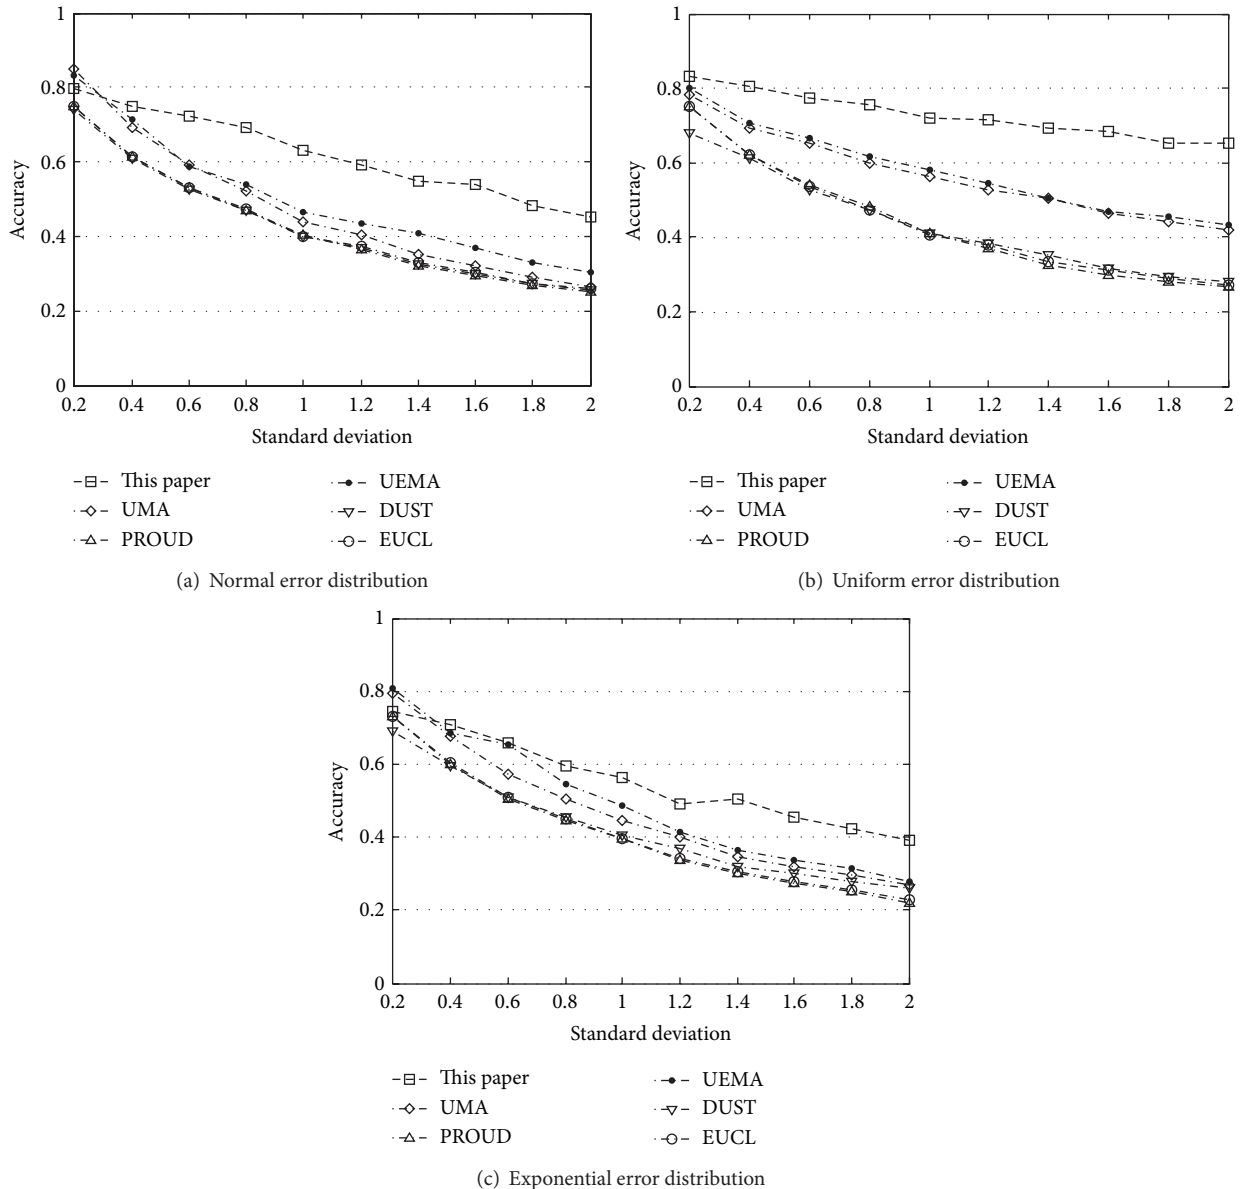 1
0.8
0.6
0.4
0.2
0
Accuracy
0.2 0.4 0.6 0.8 1 1.2 1.4 1.6 1.8 2
Standard deviation
This paper
UMA
PROUD
UEMA
DUST
EUCL
(a) Normal error distribution
1
0.8
0.6
0.4
0.2
0
Accuracy
0.2 0.4 0.6 0.8 1 1.2 1.4 1.6 1.8 2
Standard deviation
This paper
UMA
PROUD
UEMA
DUST
EUCL
(b) Uniform error distribution
1
0.8
0.6
0.4
0.2
0
Accuracy
0.2 0.4 0.6 0.8 1 1.2 1.4 1.6 1.8 2
Standard deviation
This paper
UMA
PROUD
UEMA
DUST
EUCL
(c) Exponential error distribution